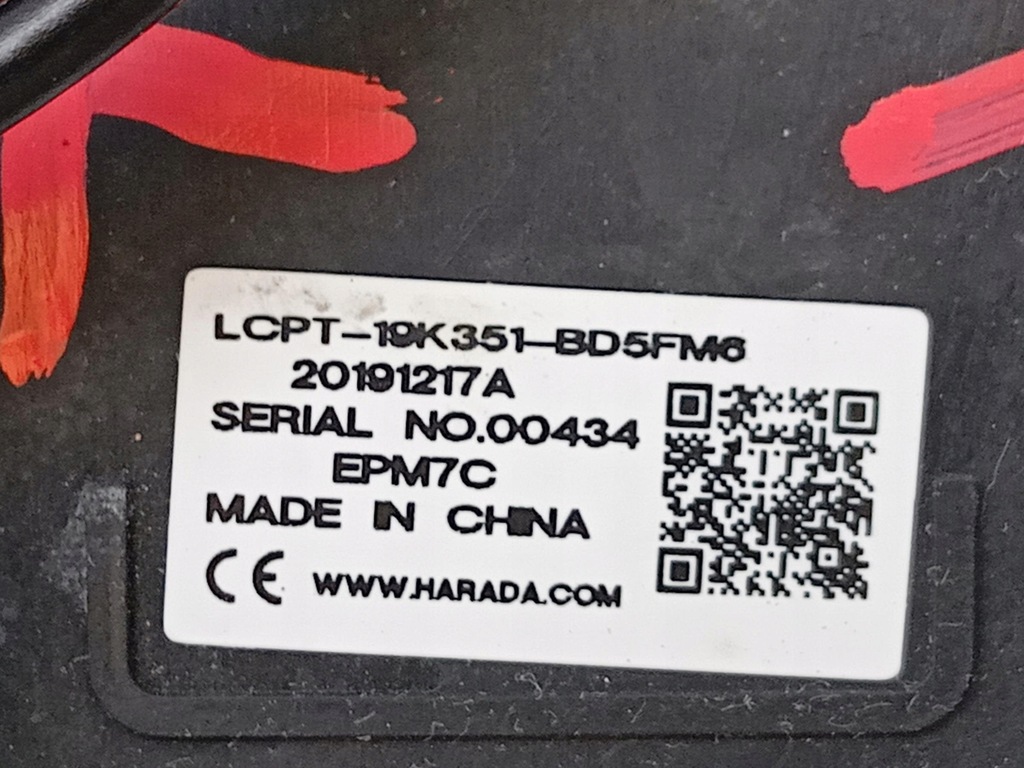 LCPT-19K351-BD5FM6
20191217A
SERIAL NO.00434
EPM7C
MADE IN CHINA
CE WWW.HARADA.COM